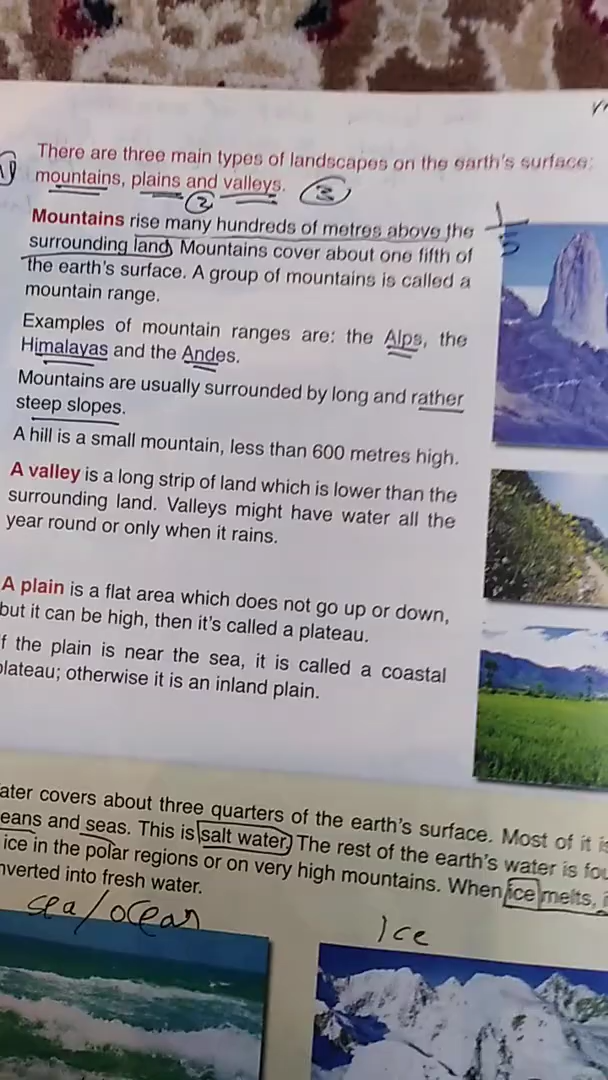 There are three main types of landscapes on the earth's surface:
mountains, plains and valleys. 3
2
Mountains rise many hundreds of metres above the 1/5
surrounding land. Mountains cover about one fifth of
the earth's surface. A group of mountains is called a
mountain range.
Examples of mountain ranges are: the Alps, the
Himalayas and the Andes.
Mountains are usually surrounded by long and rather
steep slopes.
A hill is a small mountain, less than 600 metres high.
A valley is a long strip of land which is lower than the
surrounding land. Valleys might have water all the
year round or only when it rains.
A plain is a flat area which does not go up or down,
but it can be high, then it's called a plateau.
f the plain is near the sea, it is called a coastal
plateau; otherwise it is an inland plain.
ater covers about three quarters of the earth's surface. Most of it is
eans and seas. This is salt water. The rest of the earth's water is fou
ice in the polar regions or on very high mountains. When ice melts, i
nverted into fresh water.
sea/ocean
Ice